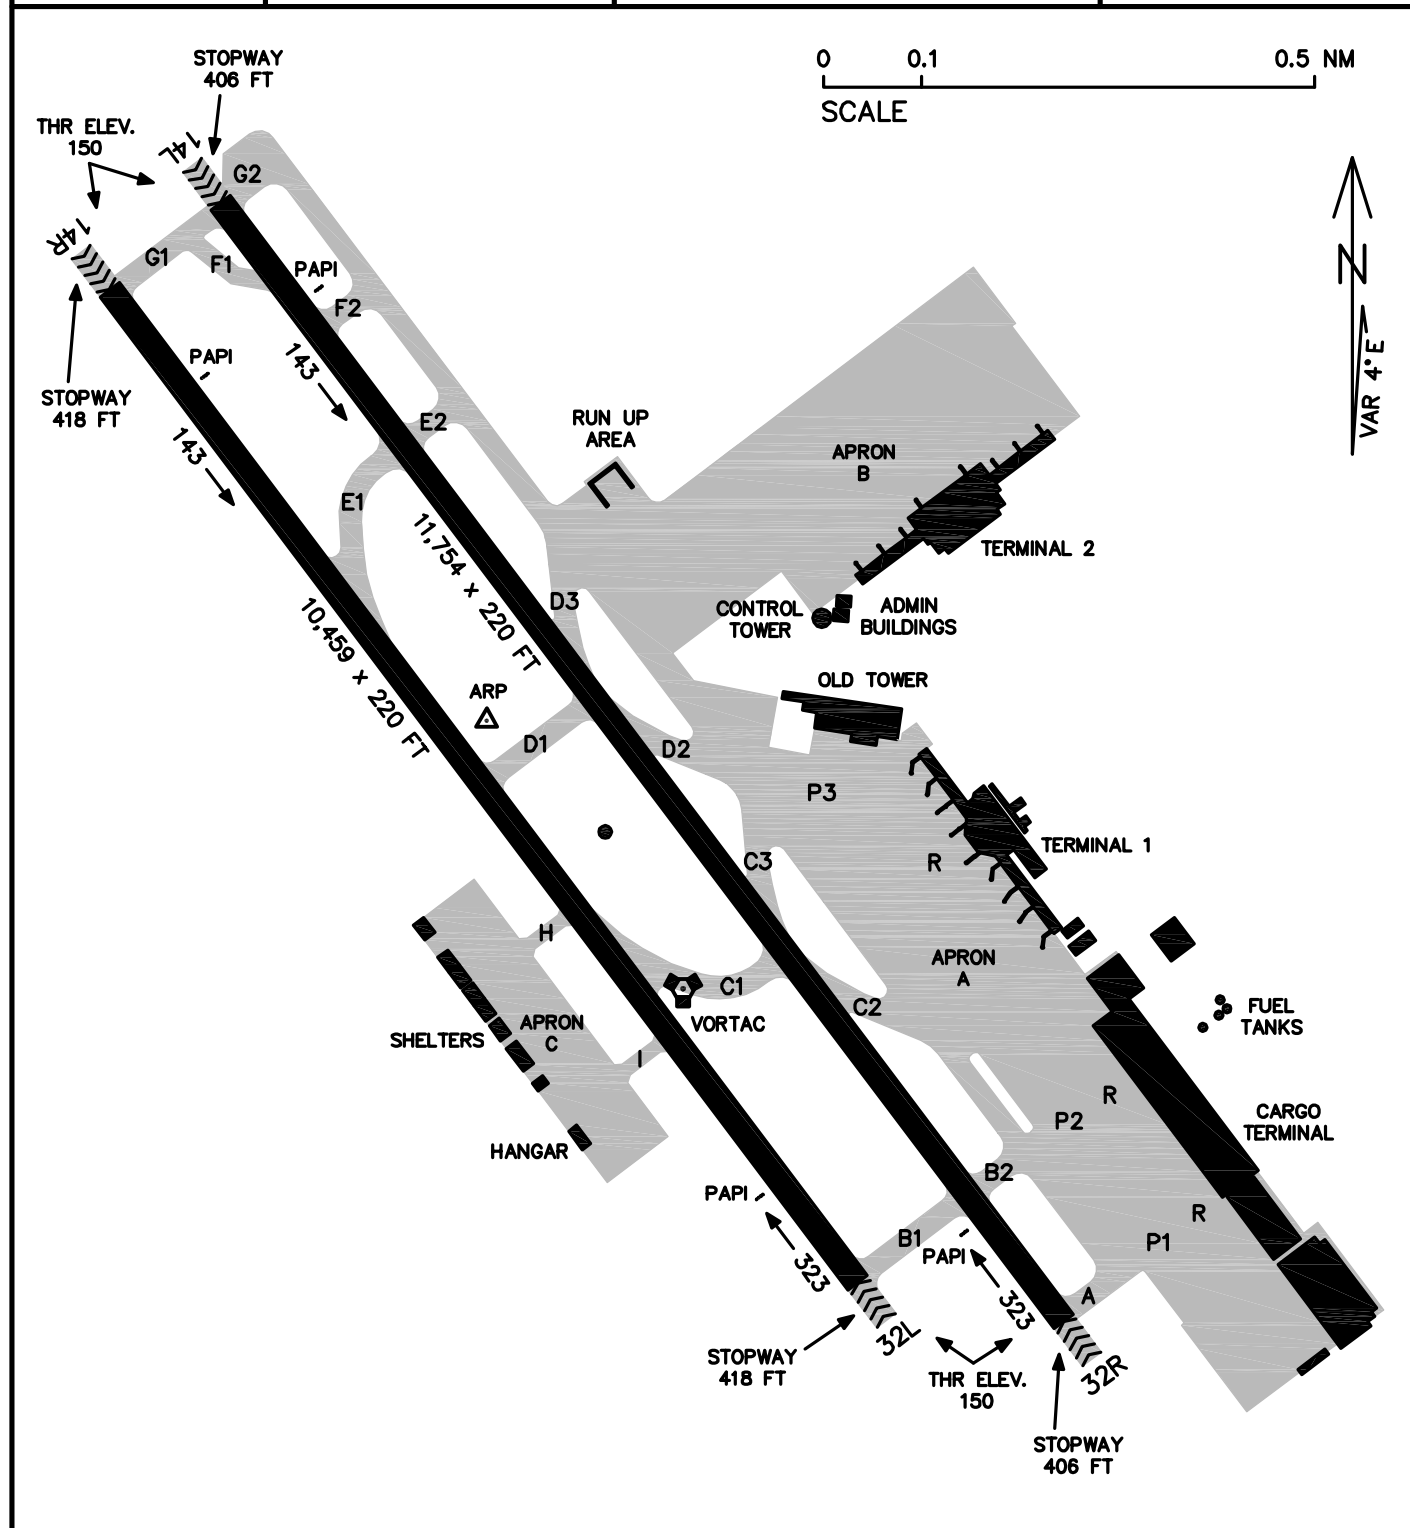 STOPWAY
406 FT
0 0.1 0.5 NM
SCALE
THR ELEV.
150
14L
G2
14R
G1
F1
PAPI
F2
N
VAR 4°E
PAPI
143
STOPWAY
418 FT
143
E2
RUN UP
AREA
APRON
B
E1
11,754 x 220 FT
TERMINAL 2
D3
CONTROL
TOWER
ADMIN
BUILDINGS
10,459 x 220 FT
OLD TOWER
ARP
D1
D2
P3
TERMINAL 1
C3
R
H
APRON
A
C1
C2
VORTAC
SHELTERS
APRON
C
FUEL
TANKS
I
R
P2
CARGO
TERMINAL
HANGAR
B2
PAPI
R
B1
PAPI
P1
323
323
A
32L
STOPWAY
418 FT
THR ELEV.
150
32R
STOPWAY
406 FT